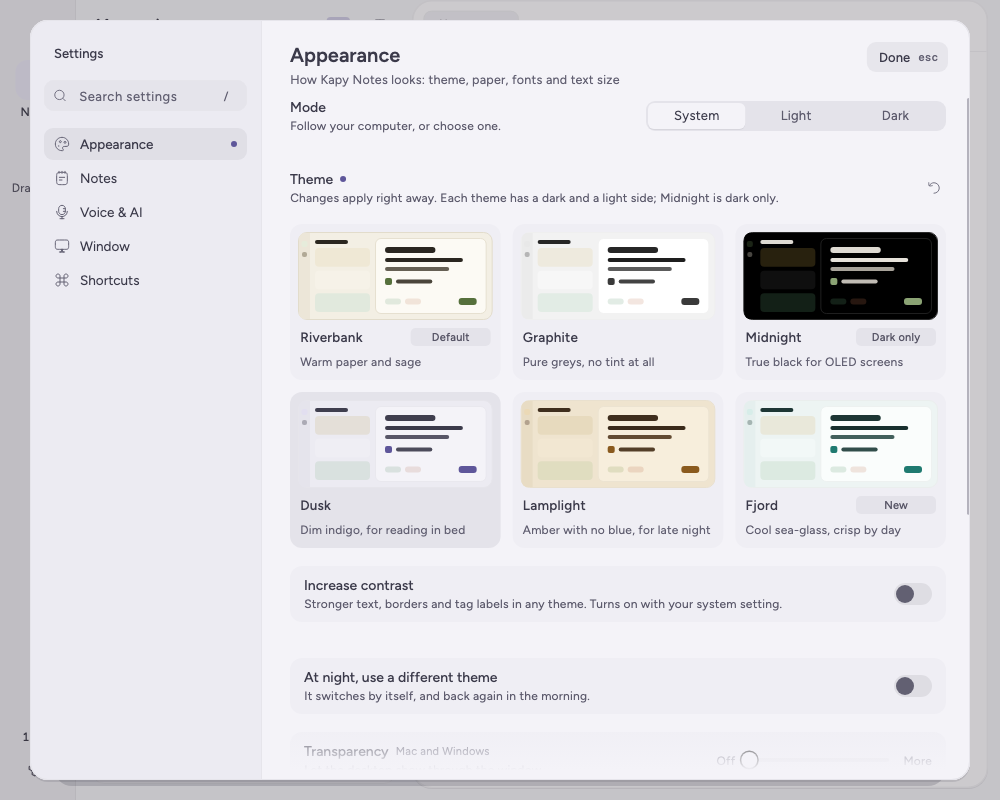 Settings
Search settings /
Appearance
Notes
Voice & AI
Window
Shortcuts
Appearance
How Kapy Notes looks: theme, paper, fonts and text size
Done esc
Mode
Follow your computer, or choose one.
System Light Dark
Theme
Changes apply right away. Each theme has a dark and a light side; Midnight is dark only.
Riverbank Default
Warm paper and sage
Graphite
Pure greys, no tint at all
Midnight Dark only
True black for OLED screens
Dusk
Dim indigo, for reading in bed
Lamplight
Amber with no blue, for late night
Fjord New
Cool sea-glass, crisp by day
Increase contrast
Stronger text, borders and tag labels in any theme. Turns on with your system setting.
At night, use a different theme
It switches by itself, and back again in the morning.
Transparency Mac and Windows
Off More